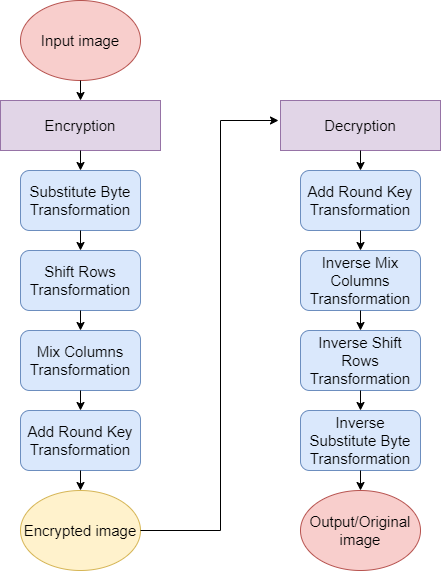 Input image
Encryption
Substitute Byte
Transformation
Shift Rows
Transformation
Mix Columns
Transformation
Add Round Key
Transformation
Encrypted image
Decryption
Add Round Key
Transformation
Inverse Mix
Columns
Transformation
Inverse Shift
Rows
Transformation
Inverse
Substitute Byte
Transformation
Output/Original
image